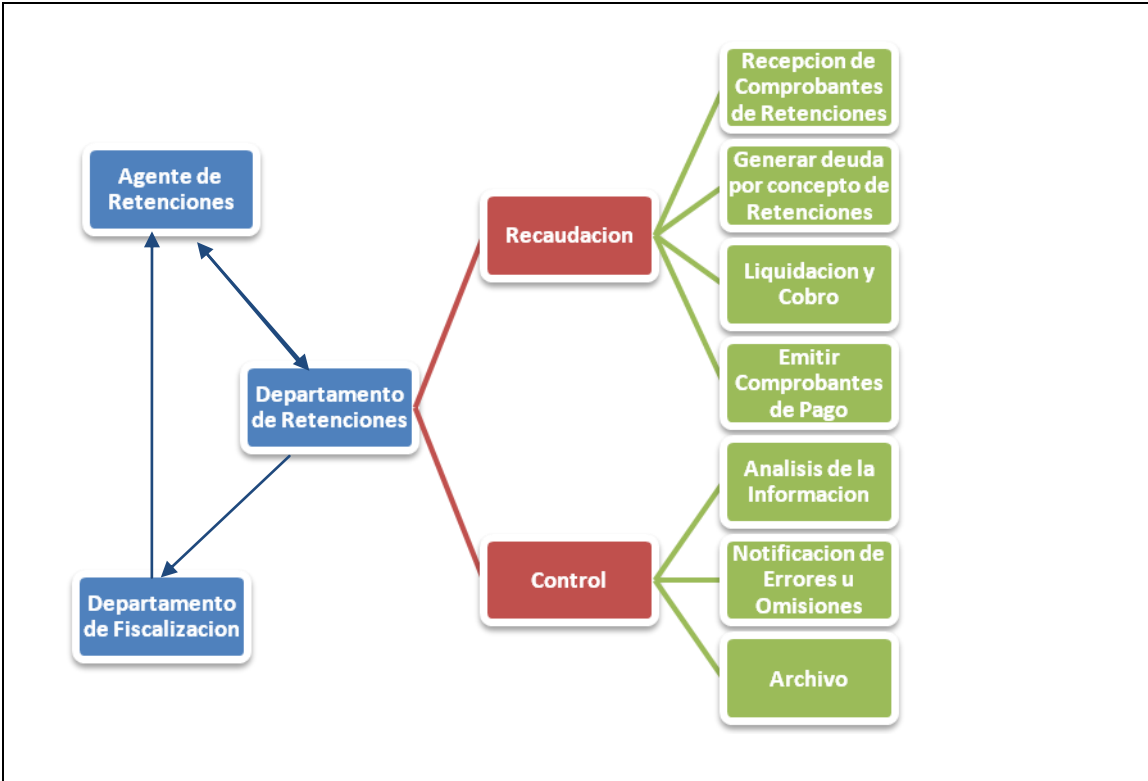 Agente de
Retenciones
Departamento
de Retenciones
Departamento
de Fiscalizacion
Recaudacion
Control
Recepcion de
Comprobantes
de Retenciones
Generar deuda
por concepto de
Retenciones
Liquidacion y
Cobro
Emitir
Comprobantes
de Pago
Analisis de la
Informacion
Notificacion de
Errores u
Omisiones
Archivo